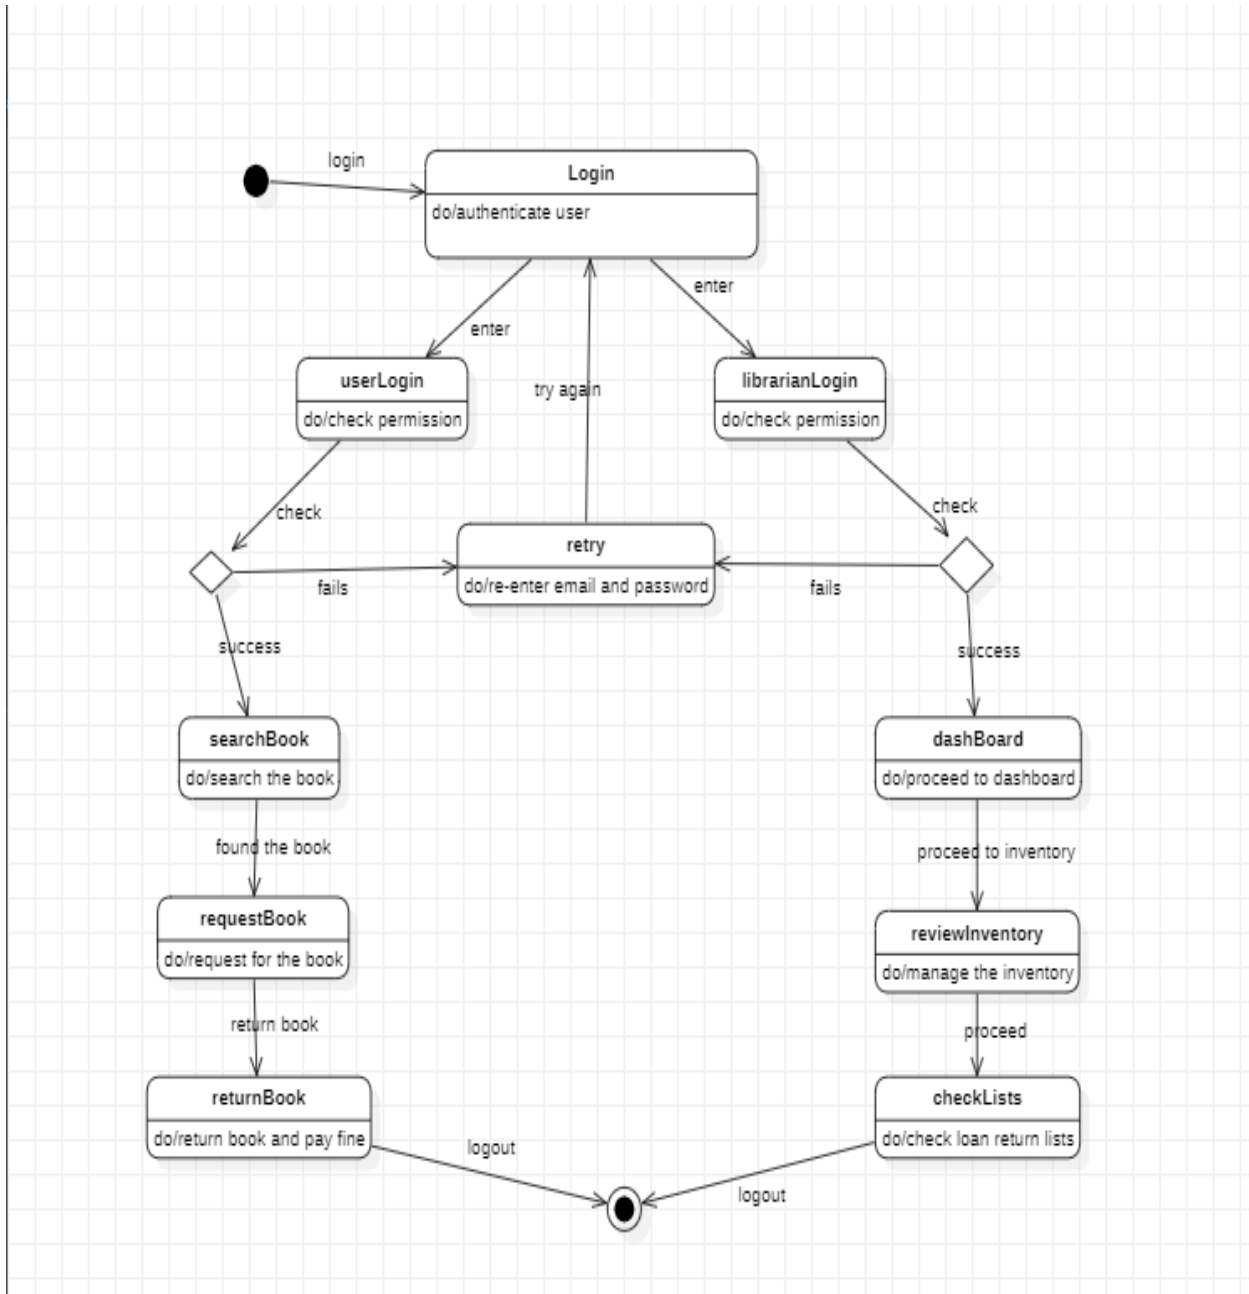 login
Login
do/authenticate user
enter
enter
userLogin
do/check permission
try again
librarianLogin
do/check permission
check
check
retry
do/re-enter email and password
fails
fails
success
success
searchBook
do/search the book
dashBoard
do/proceed to dashboard
found the book
proceed to inventory
requestBook
do/request for the book
reviewInventory
do/manage the inventory
return book
proceed
returnBook
do/return book and pay fine
checkLists
do/check loan return lists
logout
logout